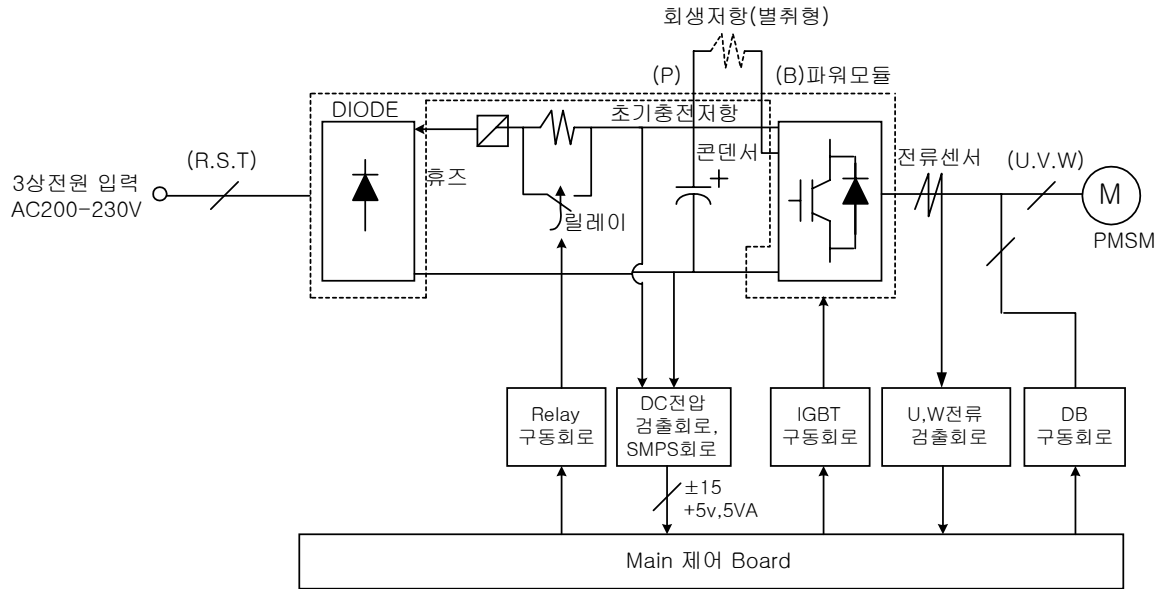 회생저항(별취형)
(P)
(B)파워모듈
DIODE
초기충전저항
(R.S.T)
3상전원 입력
AC200-230V
휴즈
릴레이
콘덴서
+
전류센서
(U.V.W)
M
PMSM
Relay
구동회로
DC전압
검출회로,
SMPS회로
IGBT
구동회로
U,W전류
검출회로
DB
구동회로
±15
+5v,5VA
Main 제어 Board